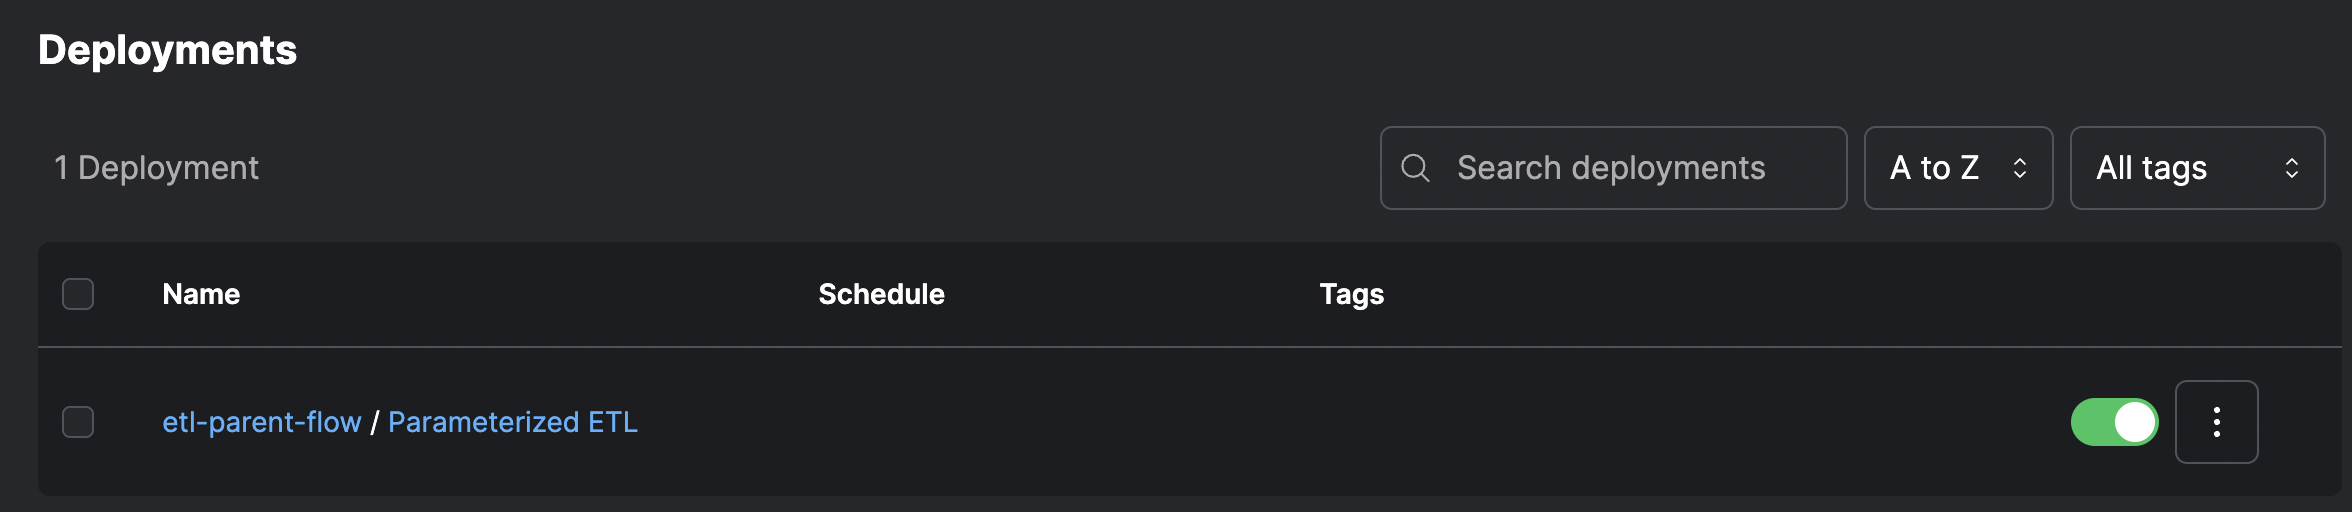 Deployments
1 Deployment
Search deployments
A to Z
All tags
Name Schedule Tags
etl-parent-flow / Parameterized ETL